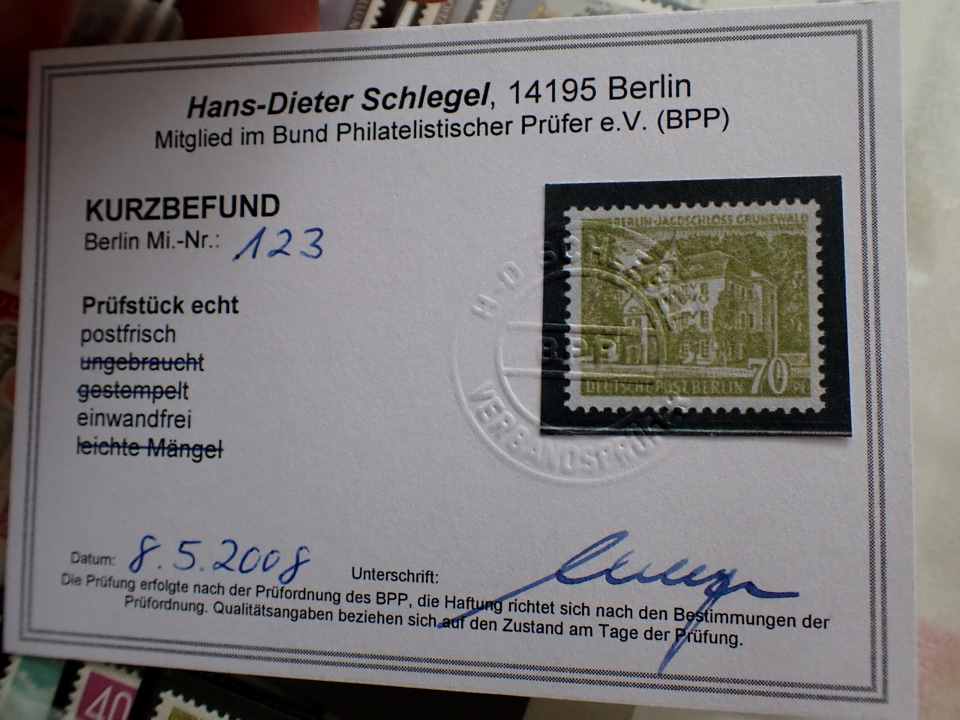 Hans-Dieter Schlegel, 14195 Berlin
Mitglied im Bund Philatelistischer Prüfer e.V. (BPP)
KURZBEFUND
Berlin Mi.-Nr.: 123
Prüfstück echt
postfrisch
ungebraucht
gestempelt
einwandfrei
leichte Mängel
BERLIN-JAGDSCHLOSS GRUNEWALD
DEUTSCHE POST BERLIN 70 PF
BPP
VERBANDSPRÜFER
Datum: 8.5.2008
Unterschrift:
Die Prüfung erfolgte nach der Prüfordnung des BPP, die Haftung richtet sich nach den Bestimmungen der
Prüfordnung. Qualitätsangaben beziehen sich auf den Zustand am Tage der Prüfung.
40